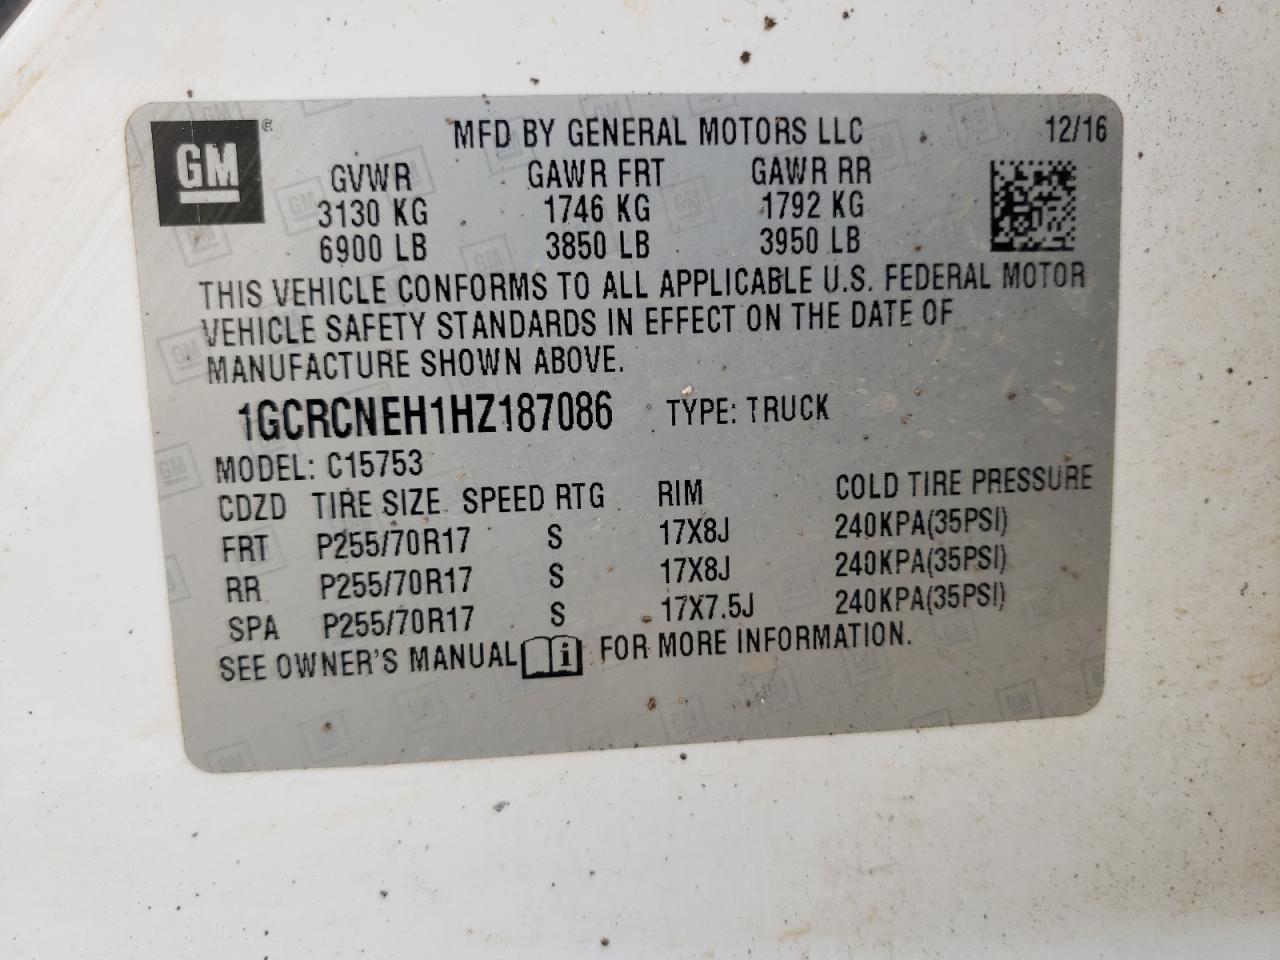 GM ®
MFD BY GENERAL MOTORS LLC 12/16
GVWR GAWR FRT GAWR RR
3130 KG 1746 KG 1792 KG
6900 LB 3850 LB 3950 LB
THIS VEHICLE CONFORMS TO ALL APPLICABLE U.S. FEDERAL MOTOR
VEHICLE SAFETY STANDARDS IN EFFECT ON THE DATE OF
MANUFACTURE SHOWN ABOVE.
1GCRCNEH1HZ187086 TYPE: TRUCK
MODEL: C15753
CDZD TIRE SIZE SPEED RTG RIM COLD TIRE PRESSURE
FRT P255/70R17 S 17X8J 240KPA(35PSI)
RR P255/70R17 S 17X8J 240KPA(35PSI)
SPA P255/70R17 S 17X7.5J 240KPA(35PSI)
SEE OWNER'S MANUAL i FOR MORE INFORMATION.